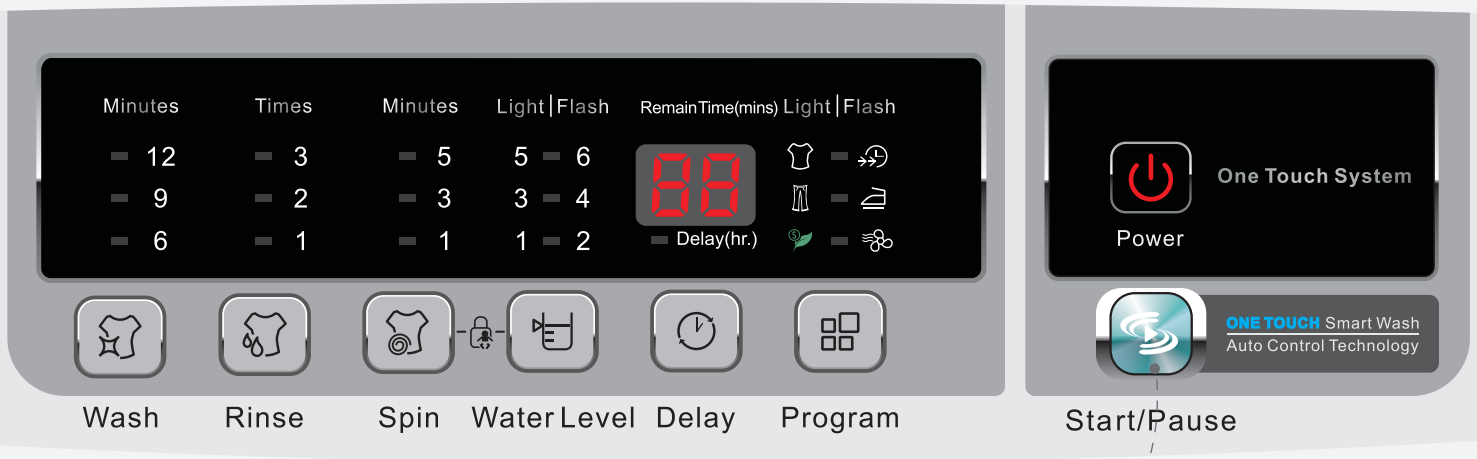 Minutes Times Minutes Light|Flash RemainTime(mins) Light|Flash
12 3 5 5 6 88
9 2 3 3 4
6 1 1 1 2 Delay(hr.)
Wash Rinse Spin Water Level Delay Program
One Touch System
Power
ONE TOUCH Smart Wash
Auto Control Technology
Start/Pause